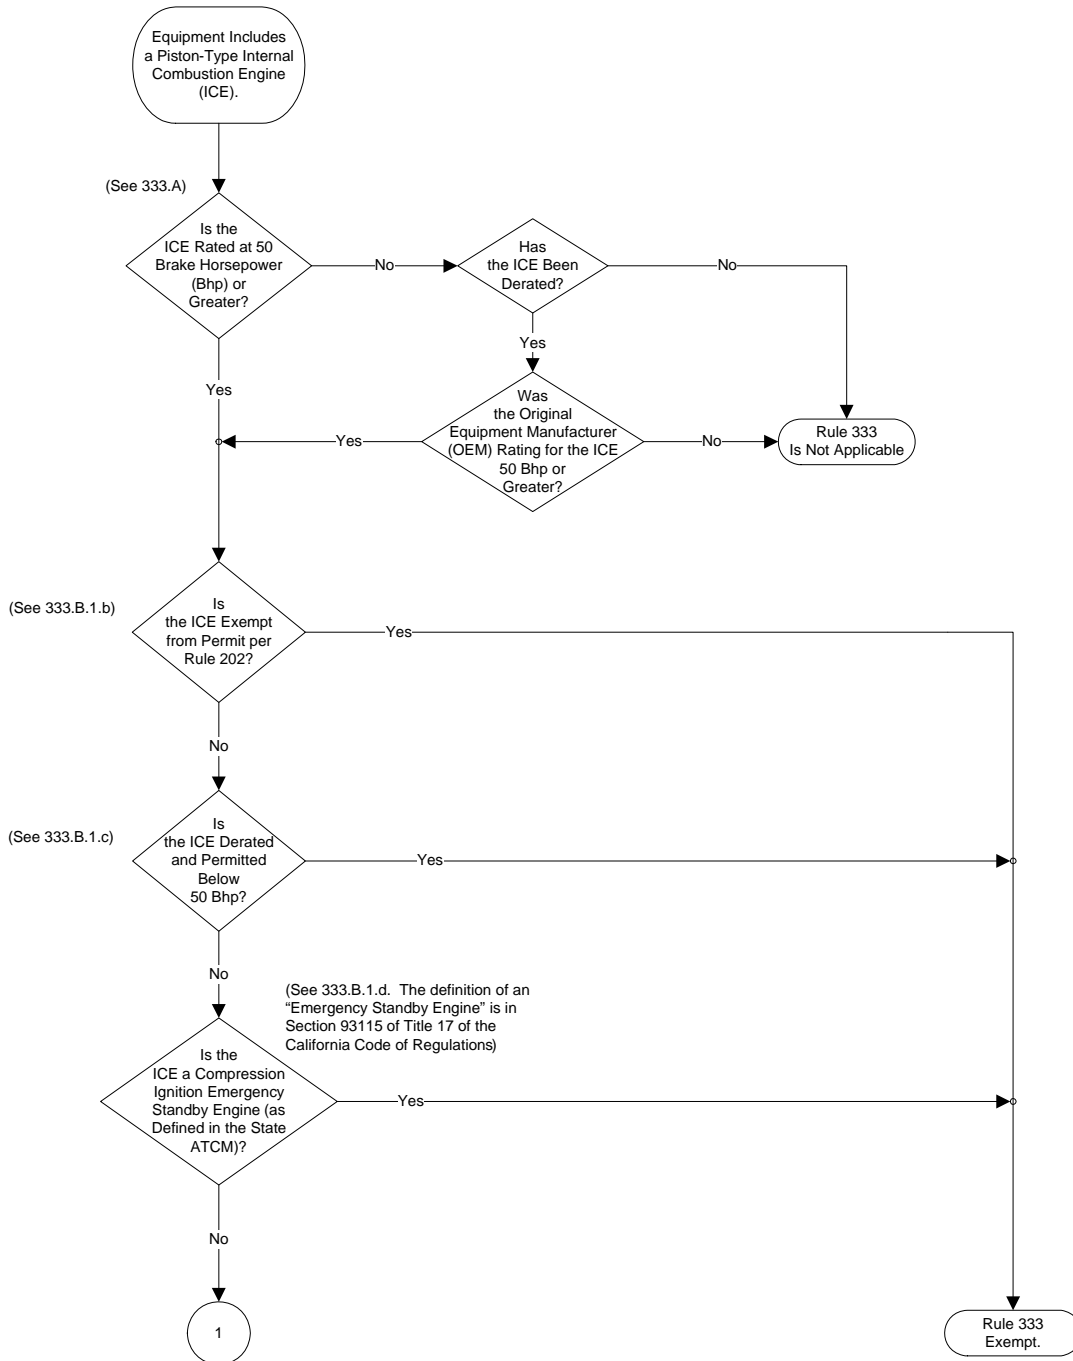 Equipment Includes
a Piston-Type Internal
Combustion Engine
(ICE).
(See 333.A)
Is the
ICE Rated at 50
Brake Horsepower
(Bhp) or
Greater?
No
Has
the ICE Been
Derated?
No
Yes
Yes
Was
the Original
Equipment Manufacturer
(OEM) Rating for the ICE
50 Bhp or
Greater?
Yes
No
Rule 333
Is Not Applicable
(See 333.B.1.b)
Is
the ICE Exempt
from Permit per
Rule 202?
Yes
No
(See 333.B.1.c)
Is
the ICE Derated
and Permitted
Below
50 Bhp?
Yes
No
(See 333.B.1.d.  The definition of an
“Emergency Standby Engine” is in
Section 93115 of Title 17 of the
California Code of Regulations)
Is the
ICE a Compression
Ignition Emergency
Standby Engine (as
Defined in the State
ATCM)?
Yes
No
1
Rule 333
Exempt.